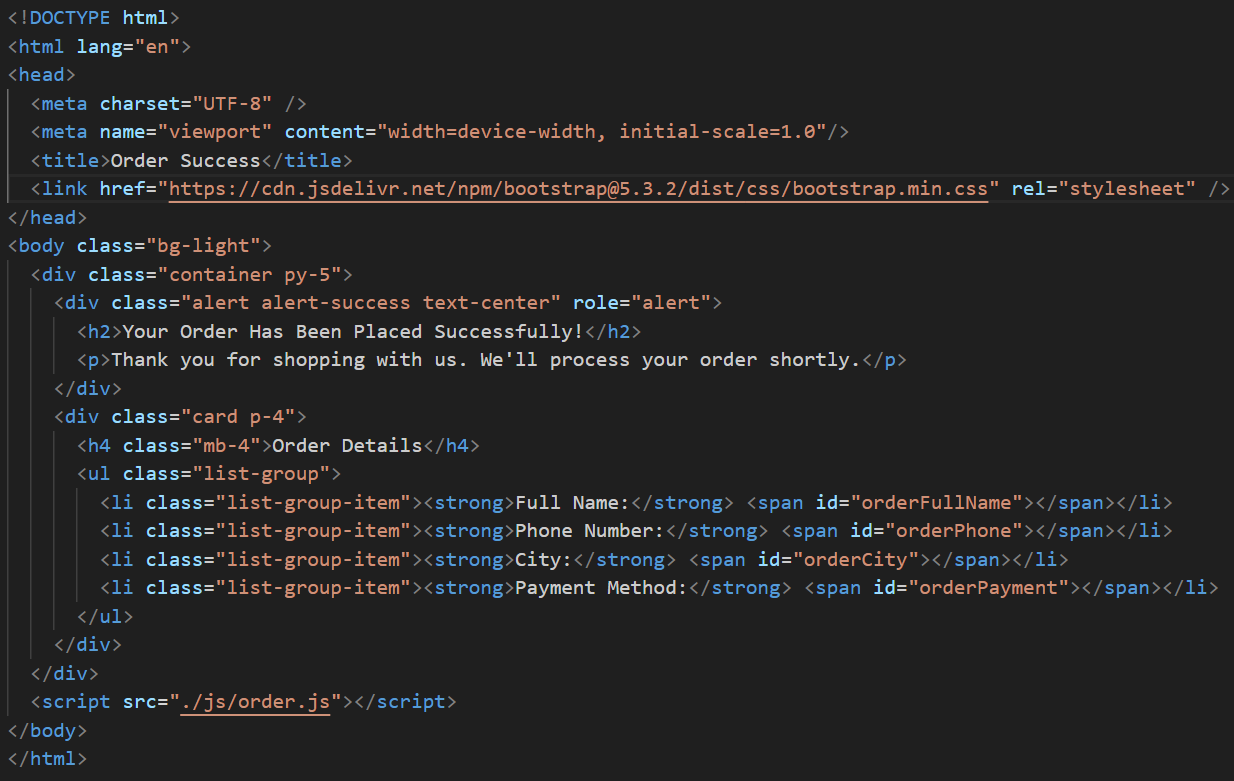 <!DOCTYPE html>
<html lang="en">
<head>
  <meta charset="UTF-8" />
  <meta name="viewport" content="width=device-width, initial-scale=1.0"/>
  <title>Order Success</title>
  <link href="https://cdn.jsdelivr.net/npm/bootstrap@5.3.2/dist/css/bootstrap.min.css" rel="stylesheet" />
</head>
<body class="bg-light">
  <div class="container py-5">
    <div class="alert alert-success text-center" role="alert">
      <h2>Your Order Has Been Placed Successfully!</h2>
      <p>Thank you for shopping with us. We'll process your order shortly.</p>
    </div>
    <div class="card p-4">
      <h4 class="mb-4">Order Details</h4>
      <ul class="list-group">
        <li class="list-group-item"><strong>Full Name:</strong> <span id="orderFullName"></span></li>
        <li class="list-group-item"><strong>Phone Number:</strong> <span id="orderPhone"></span></li>
        <li class="list-group-item"><strong>City:</strong> <span id="orderCity"></span></li>
        <li class="list-group-item"><strong>Payment Method:</strong> <span id="orderPayment"></span></li>
      </ul>
    </div>
  </div>
  <script src="./js/order.js"></script>
</body>
</html>